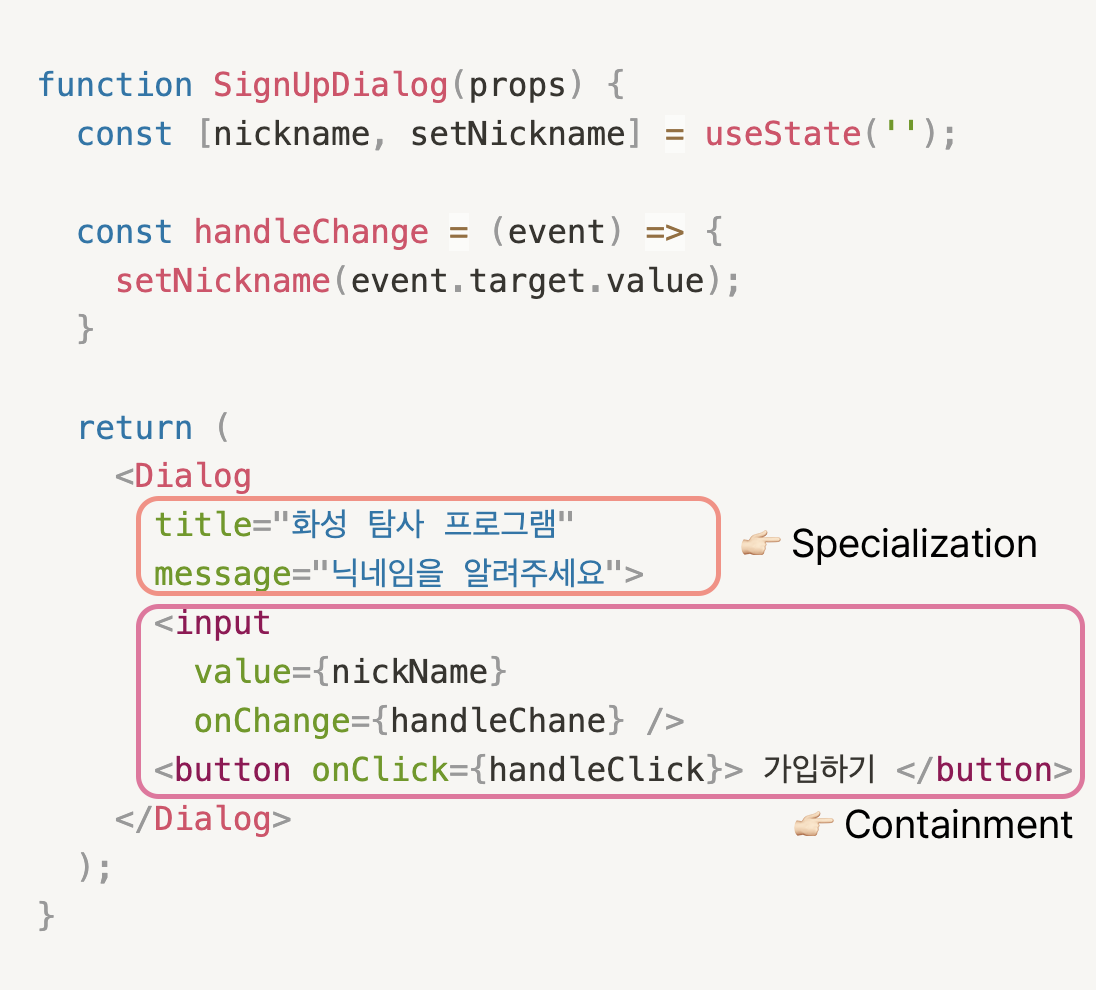 function SignUpDialog(props) {
  const [nickname, setNickname] = useState('');

  const handleChange = (event) => {
    setNickname(event.target.value);
  }

  return (
    <Dialog
      title="화성 탐사 프로그램"
      message="닉네임을 알려주세요">
👉🏻 Specialization
      <input
        value={nickName}
        onChange={handleChane} />
      <button onClick={handleClick}> 가입하기 </button>
    </Dialog>
👉🏻 Containment
  );
}